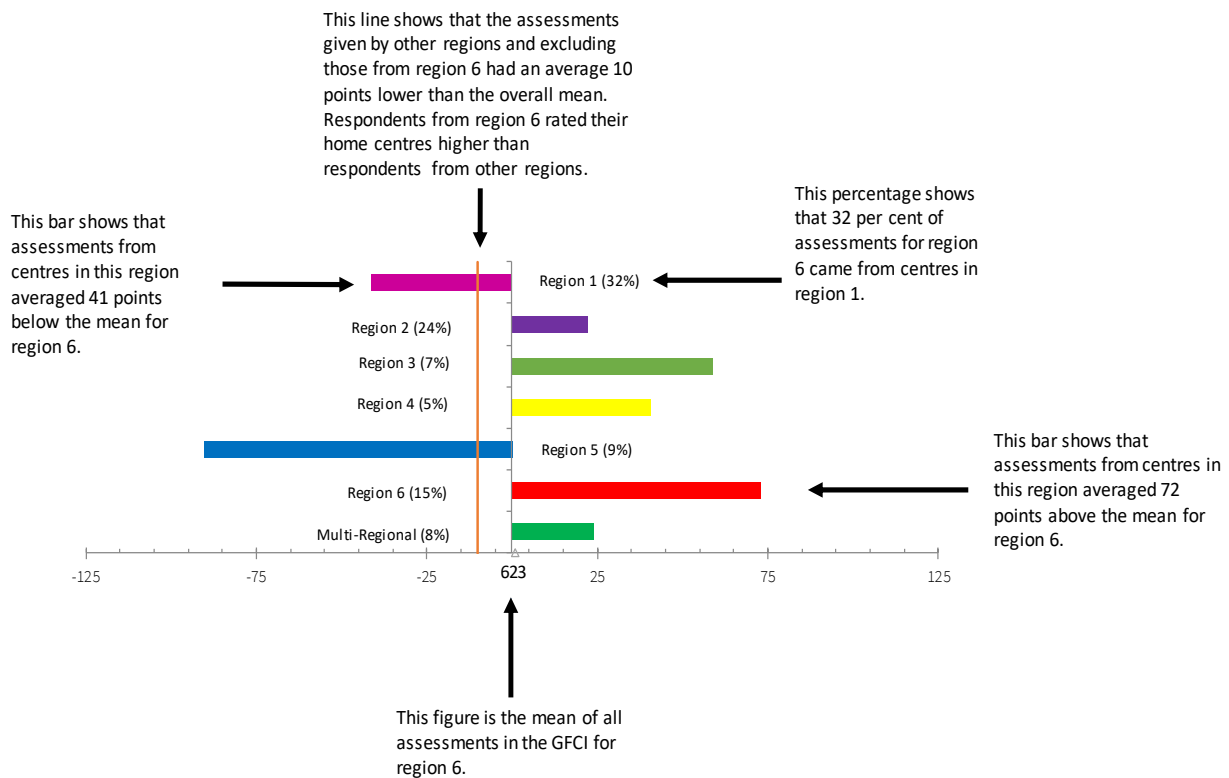 This line shows that the assessments
given by other regions and excluding
those from region 6 had an average 10
points lower than the overall mean.
Respondents from region 6 rated their
home centres higher than
respondents  from other regions.
This percentage shows
that 32 per cent of
assessments for region
6 came from centres in
region 1.
This bar shows that
assessments from
centres in this region
averaged 41 points
below the mean for
region 6.
Region 1 (32%)
Region 2 (24%)
Region 3 (7%)
Region 4 (5%)
Region 5 (9%)
Region 6 (15%)
Multi-Regional (8%)
This bar shows that
assessments from centres in
this region averaged 72
points above the mean for
region 6.
-125 -75 -25 623 25 75 125
This figure is the mean of all
assessments in the GFCI for
region 6.